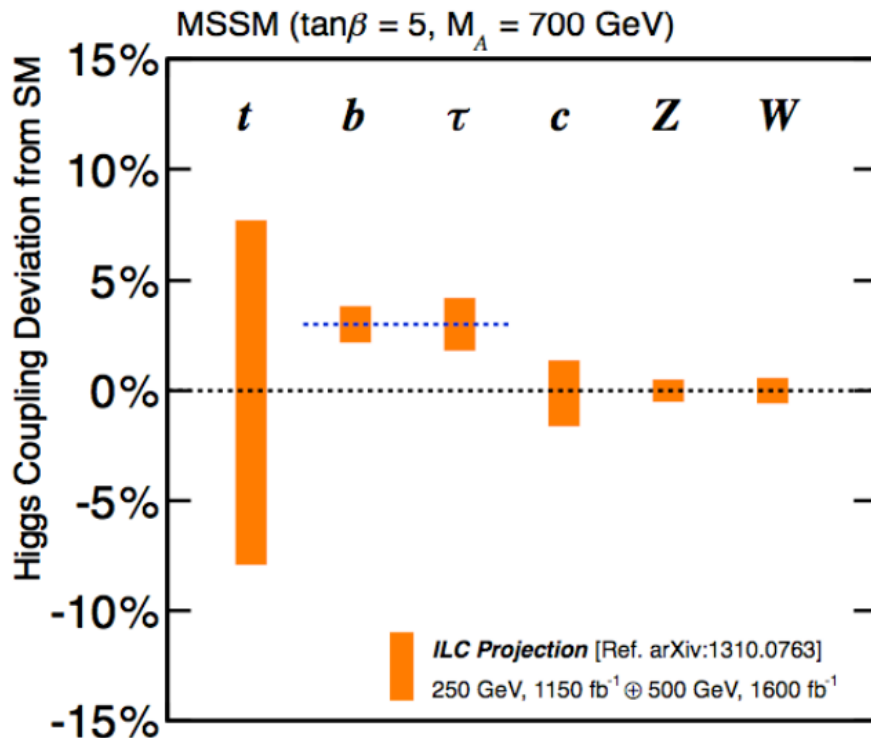 MSSM (tanβ = 5, M_A = 700 GeV)
Higgs Coupling Deviation from SM
15%
t b τ c Z W
10%
5%
0%
-5%
-10%
-15%
ILC Projection [Ref. arXiv:1310.0763]
250 GeV, 1150 fb⁻¹ ⊕ 500 GeV, 1600 fb⁻¹